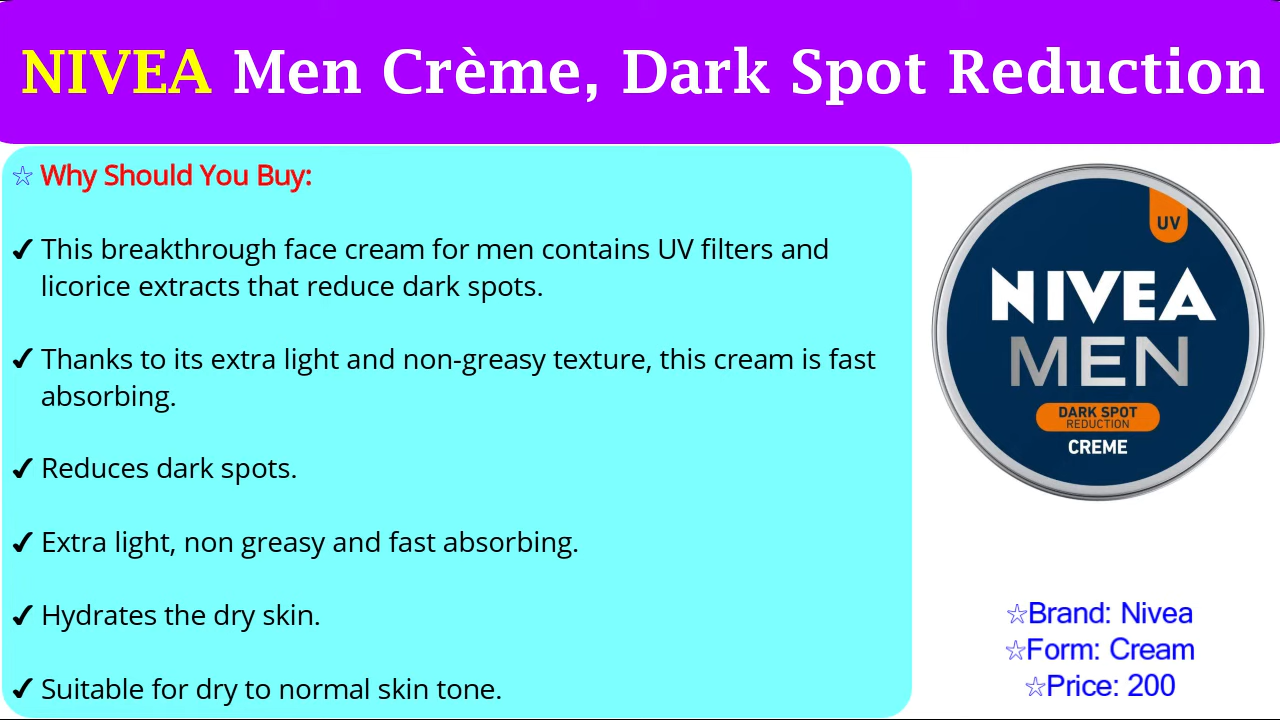 NIVEA Men Crème, Dark Spot Reduction
☆ Why Should You Buy:
✔ This breakthrough face cream for men contains UV filters and
licorice extracts that reduce dark spots.
✔ Thanks to its extra light and non-greasy texture, this cream is fast
absorbing.
✔ Reduces dark spots.
✔ Extra light, non greasy and fast absorbing.
✔ Hydrates the dry skin.
✔ Suitable for dry to normal skin tone.
UV
NIVEA
MEN
DARK SPOT
REDUCTION
CREME
☆Brand: Nivea
☆Form: Cream
☆Price: 200